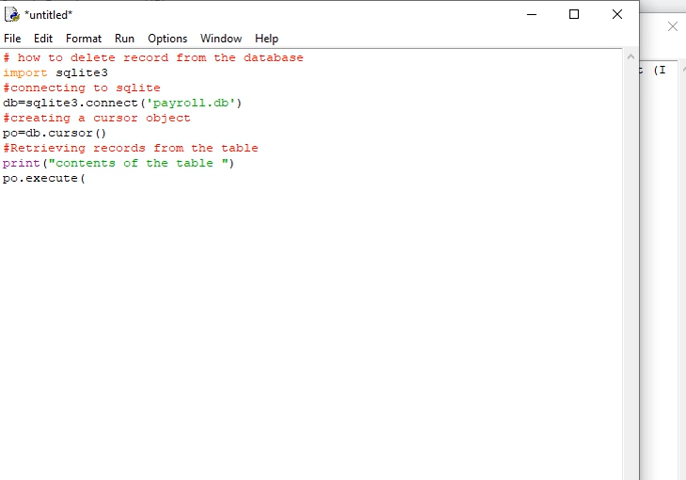 *untitled*
File Edit Format Run Options Window Help
# how to delete record from the database
import sqlite3
#connecting to sqlite
db=sqlite3.connect('payroll.db')
#creating a cursor object
po=db.cursor()
#Retrieving records from the table
print("contents of the table ")
po.execute(
(I